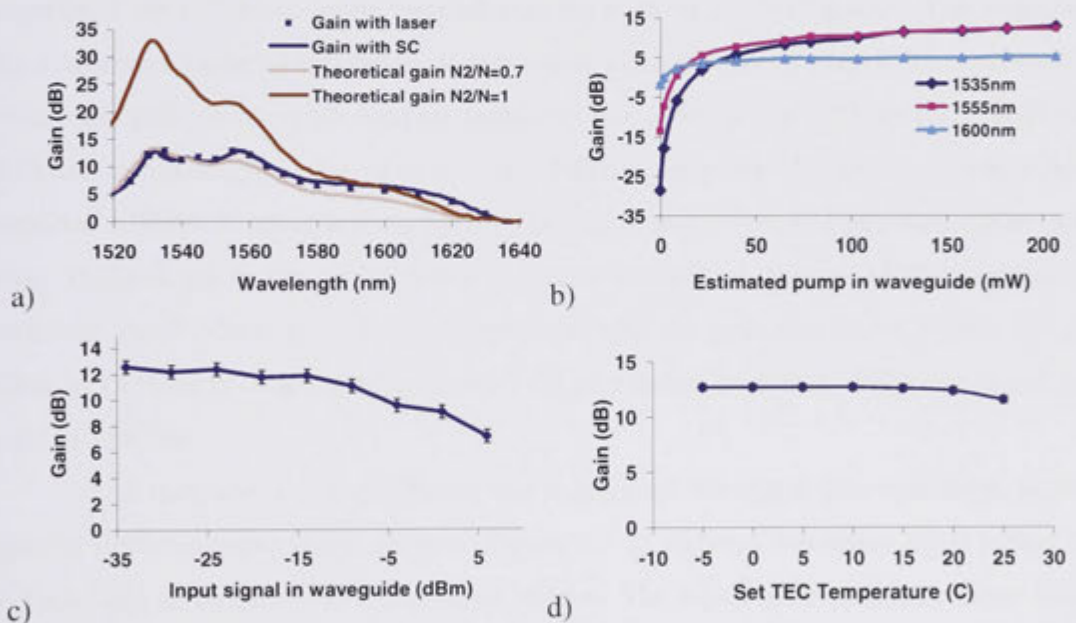 35
30
25
20
15
10
5
0
Gain (dB)
Gain with laser
Gain with SC
Theoretical gain N2/N=0.7
Theoretical gain N2/N=1
1520 1540 1560 1580 1600 1620 1640
Wavelength (nm)
a)
15
5
-5
-15
-25
-35
Gain (dB)
1535nm
1555nm
1600nm
0 50 100 150 200
Estimated pump in waveguide (mW)
b)
14
12
10
8
6
4
2
0
Gain (dB)
-35 -25 -15 -5 5
Input signal in waveguide (dBm)
c)
15
10
5
0
Gain (dB)
-10 -5 0 5 10 15 20 25 30
Set TEC Temperature (C)
d)